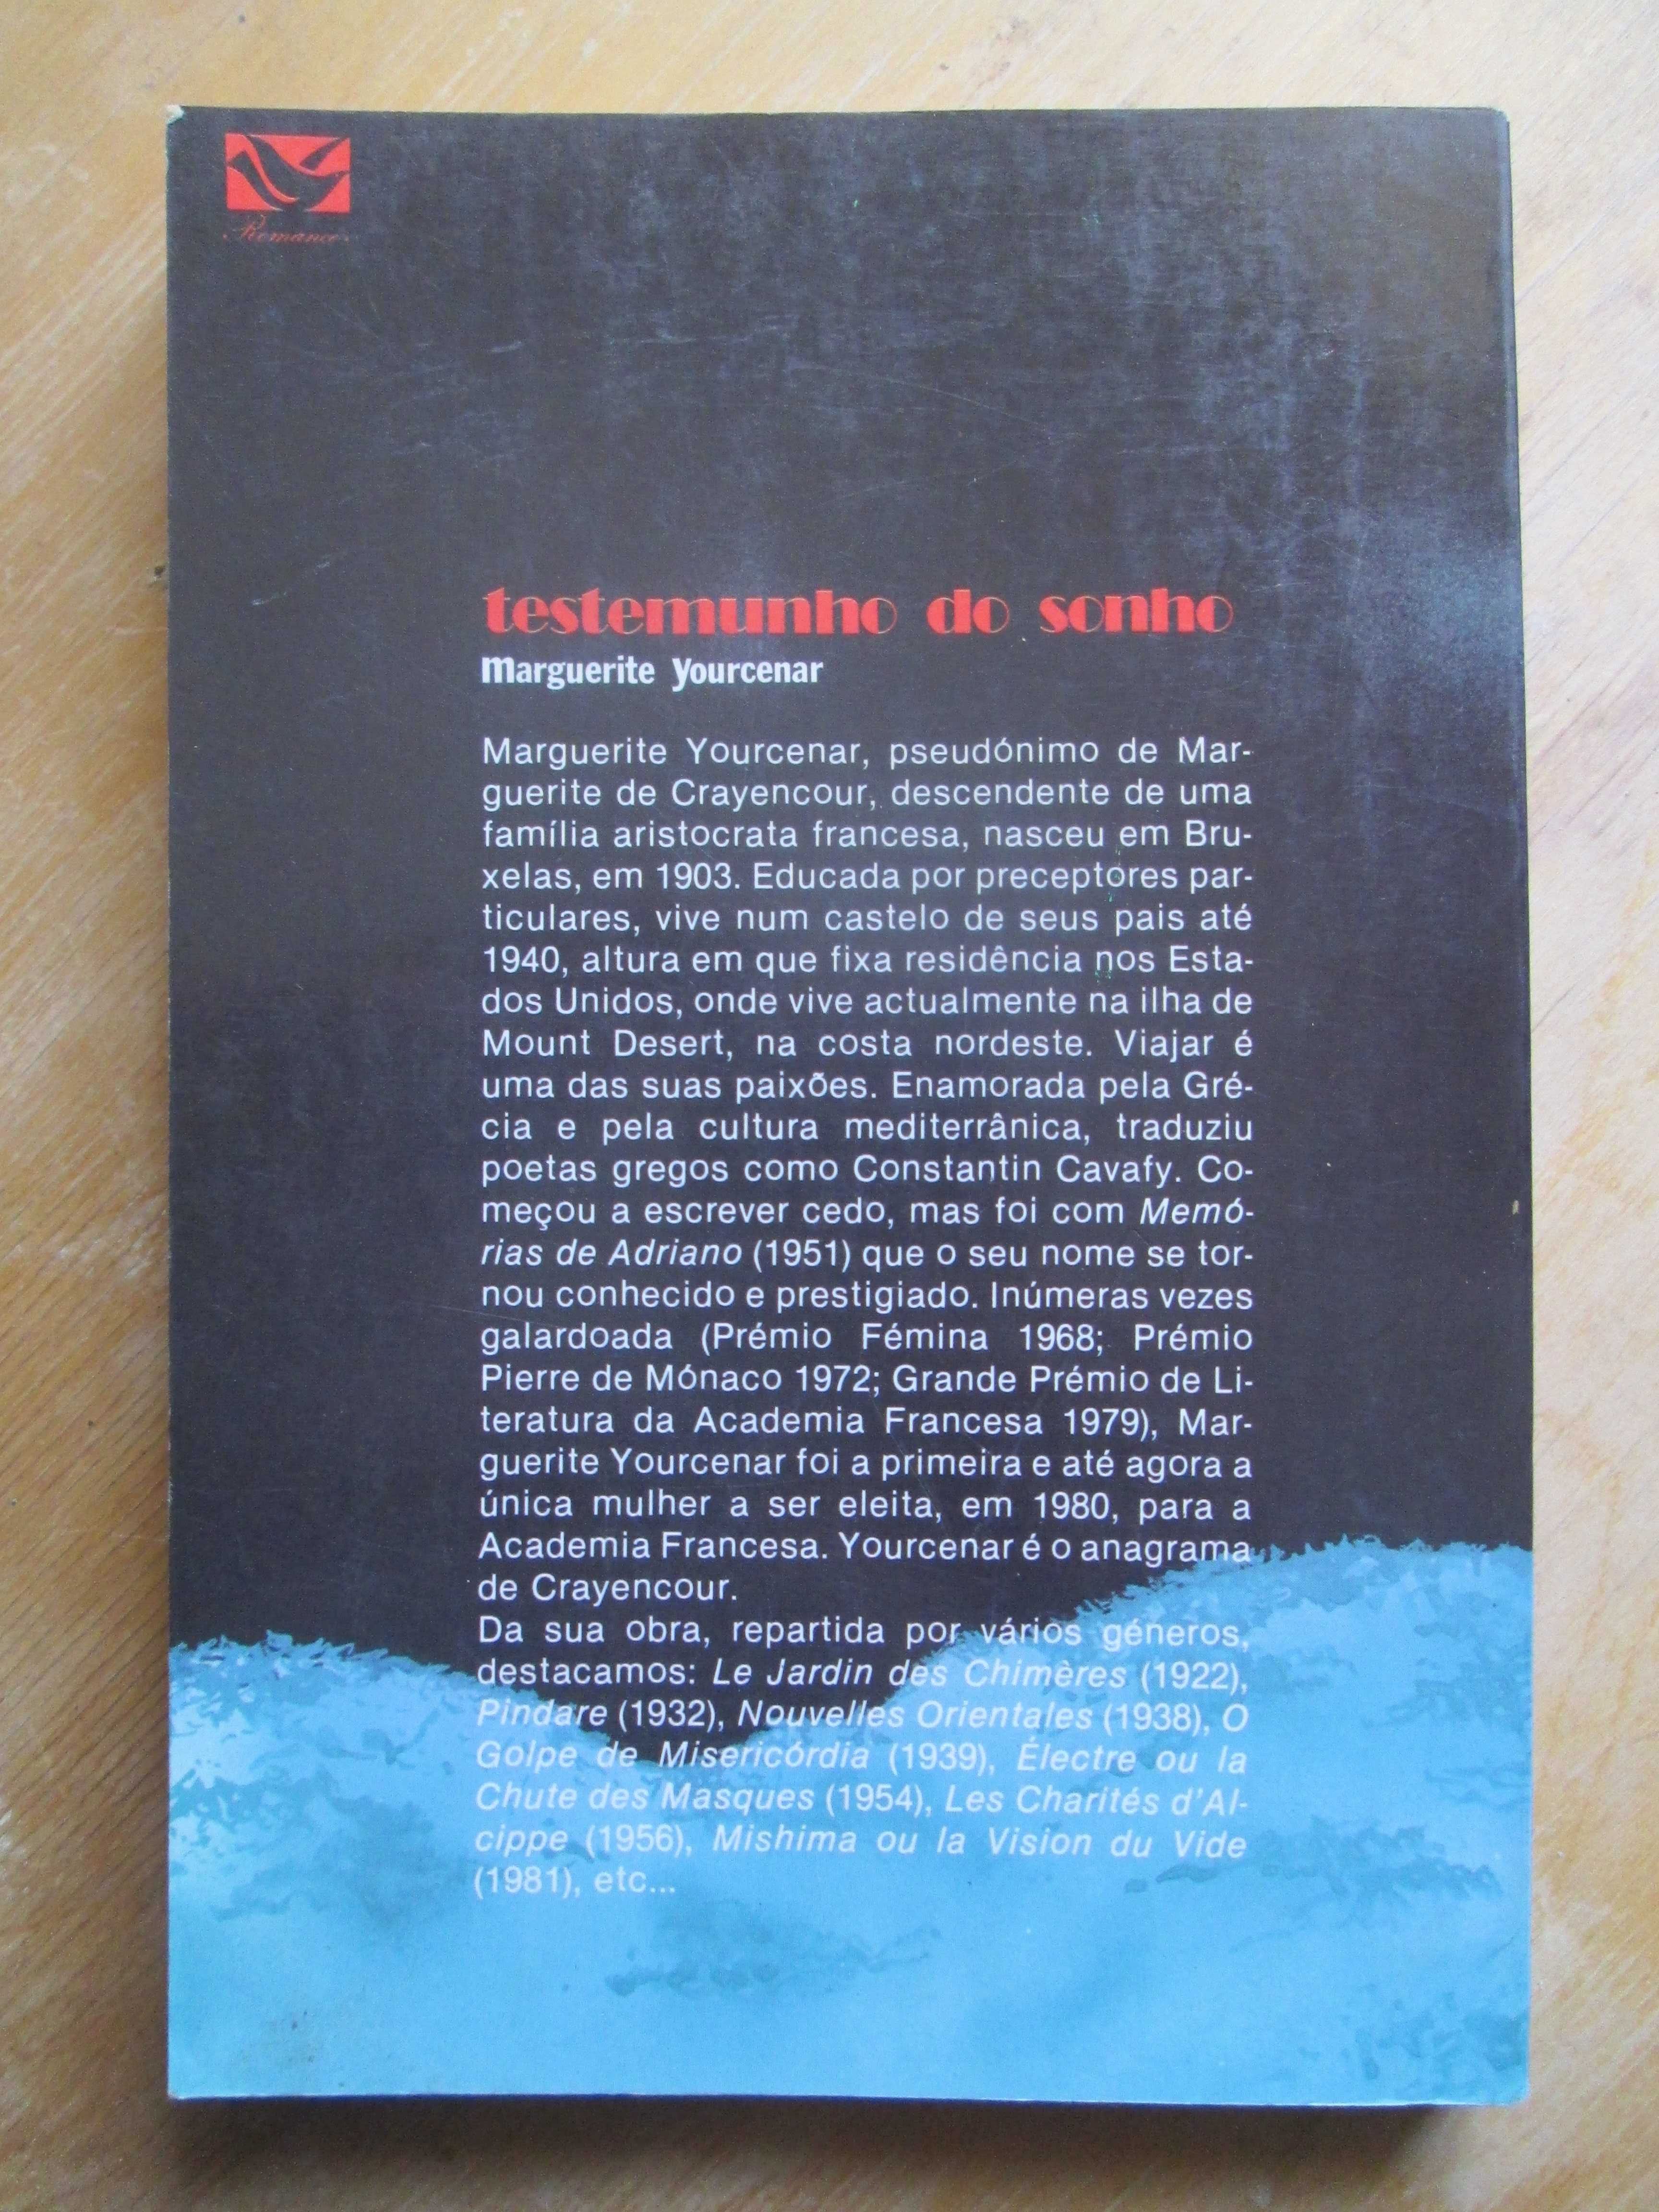 Romance
testemunho do sonho
Marguerite Yourcenar
Marguerite Yourcenar, pseudónimo de Mar-
guerite de Crayencour, descendente de uma
família aristocrata francesa, nasceu em Bru-
xelas, em 1903. Educada por preceptores par-
ticulares, vive num castelo de seus pais até
1940, altura em que fixa residência nos Esta-
dos Unidos, onde vive actualmente na ilha de
Mount Desert, na costa nordeste. Viajar é
uma das suas paixões. Enamorada pela Gré-
cia e pela cultura mediterrânica, traduziu
poetas gregos como Constantin Cavafy. Co-
meçou a escrever cedo, mas foi com Memó-
rias de Adriano (1951) que o seu nome se tor-
nou conhecido e prestigiado. Inúmeras vezes
galardoada (Prémio Fémina 1968; Prémio
Pierre de Mónaco 1972; Grande Prémio de Li-
teratura da Academia Francesa 1979), Mar-
guerite Yourcenar foi a primeira e até agora a
única mulher a ser eleita, em 1980, para a
Academia Francesa. Yourcenar é o anagrama
de Crayencour.
Da sua obra, repartida por vários géneros,
destacamos: Le Jardin des Chimères (1922),
Pindare (1932), Nouvelles Orientales (1938), O
Golpe de Misericórdia (1939), Électre ou la
Chute des Masques (1954), Les Charités d'Al-
cippe (1956), Mishima ou la Vision du Vide
(1981), etc...